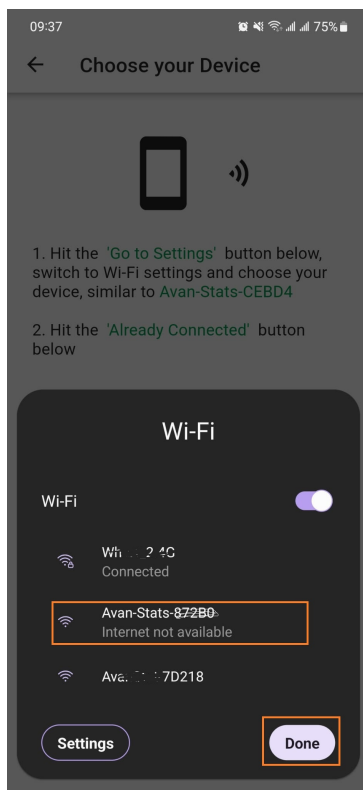 09:37
75%
Choose your Device
1. Hit the 'Go to Settings' button below,
switch to Wi-Fi settings and choose your
device, similar to Avan-Stats-CEBD4
2. Hit the 'Already Connected' button
below
Wi-Fi
Wi-Fi
4G
Connected
Avan-Stats-872B0
Internet not available
7D218
Settings
Done